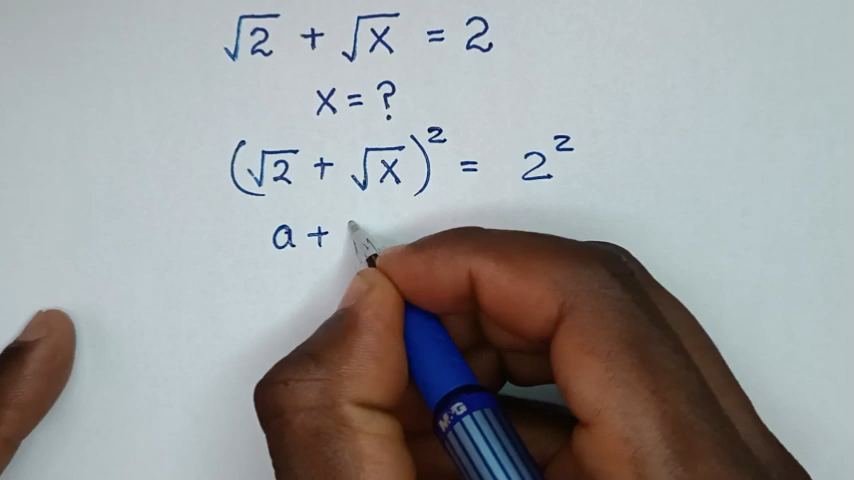 √2 + √x = 2
x = ?
(√2 + √x)² = 2²
a +
M&G